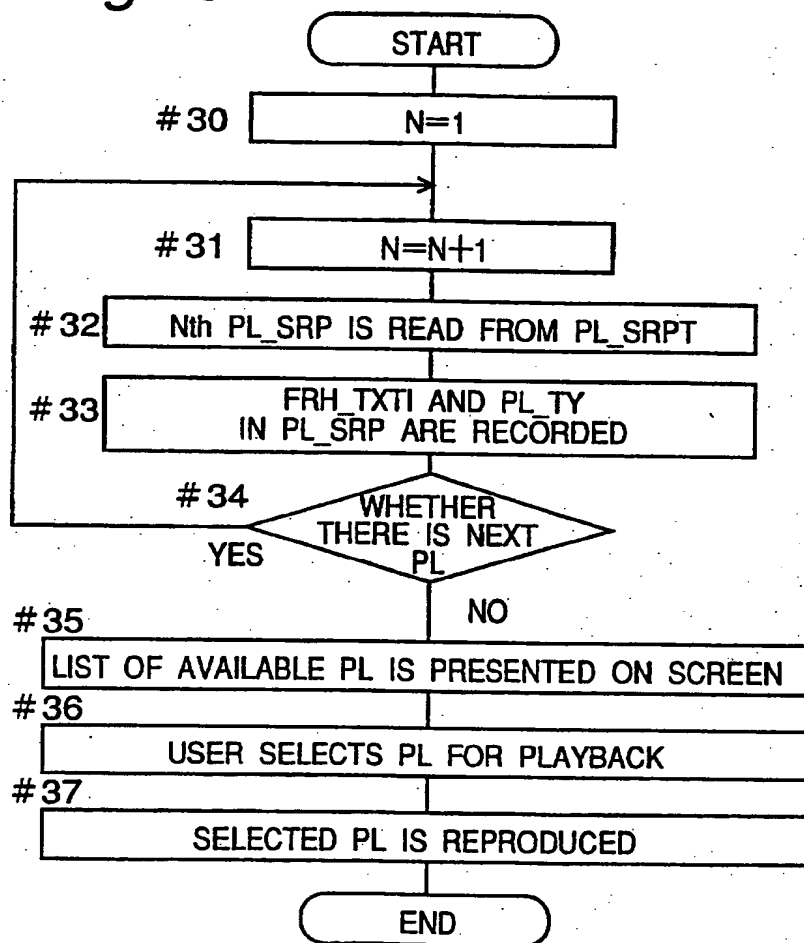 START
#30
N=1
#31
N=N+1
#32
Nth PL_SRP IS READ FROM PL_SRPT
#33
FRH_TXTI AND PL_TY
IN PL_SRP ARE RECORDED
#34
WHETHER
THERE IS NEXT
PL
YES
NO
#35
LIST OF AVAILABLE PL IS PRESENTED ON SCREEN
#36
USER SELECTS PL FOR PLAYBACK
#37
SELECTED PL IS REPRODUCED
END